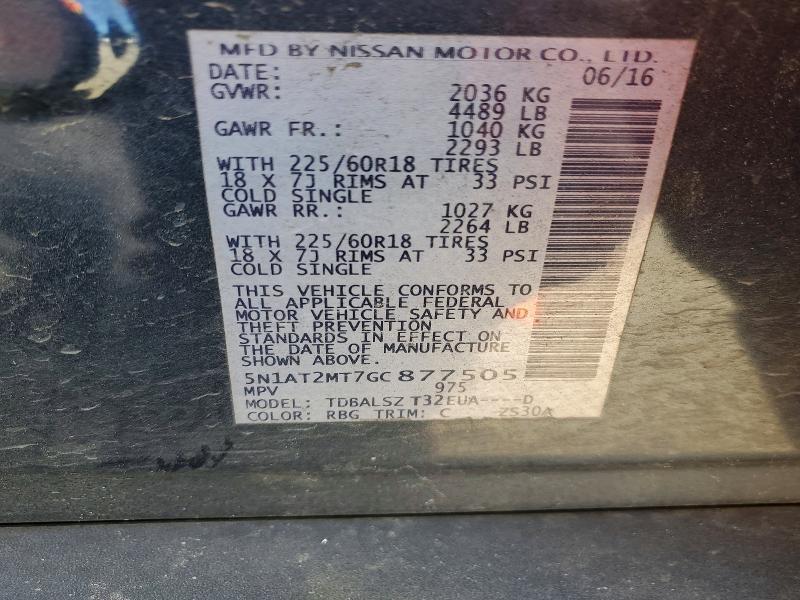 MFD BY NISSAN MOTOR CO., LTD.
DATE: 06/16
GVWR: 2036 KG
4489 LB
GAWR FR.: 1040 KG
2293 LB
WITH 225/60R18 TIRES
18 X 7J RIMS AT 33 PSI
COLD SINGLE
GAWR RR.: 1027 KG
2264 LB
WITH 225/60R18 TIRES
18 X 7J RIMS AT 33 PSI
COLD SINGLE
THIS VEHICLE CONFORMS TO
ALL APPLICABLE FEDERAL
MOTOR VEHICLE SAFETY AND
THEFT PREVENTION
STANDARDS IN EFFECT ON
THE DATE OF MANUFACTURE
SHOWN ABOVE.
5N1AT2MT7GC877505
MPV 975
MODEL: TDBALSZ T32EUA----D
COLOR: RBG TRIM: C ZS30A